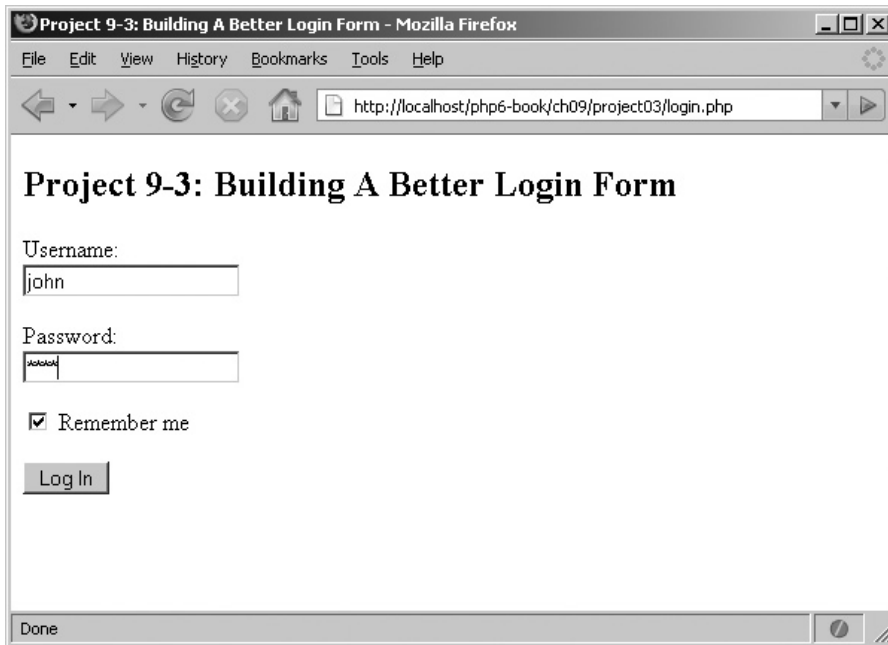 Project 9-3: Building A Better Login Form - Mozilla Firefox
File Edit View History Bookmarks Tools Help
http://localhost/php6-book/ch09/project03/login.php
Project 9-3: Building A Better Login Form
Username:
john
Password:
*****
Remember me
Log In
Done